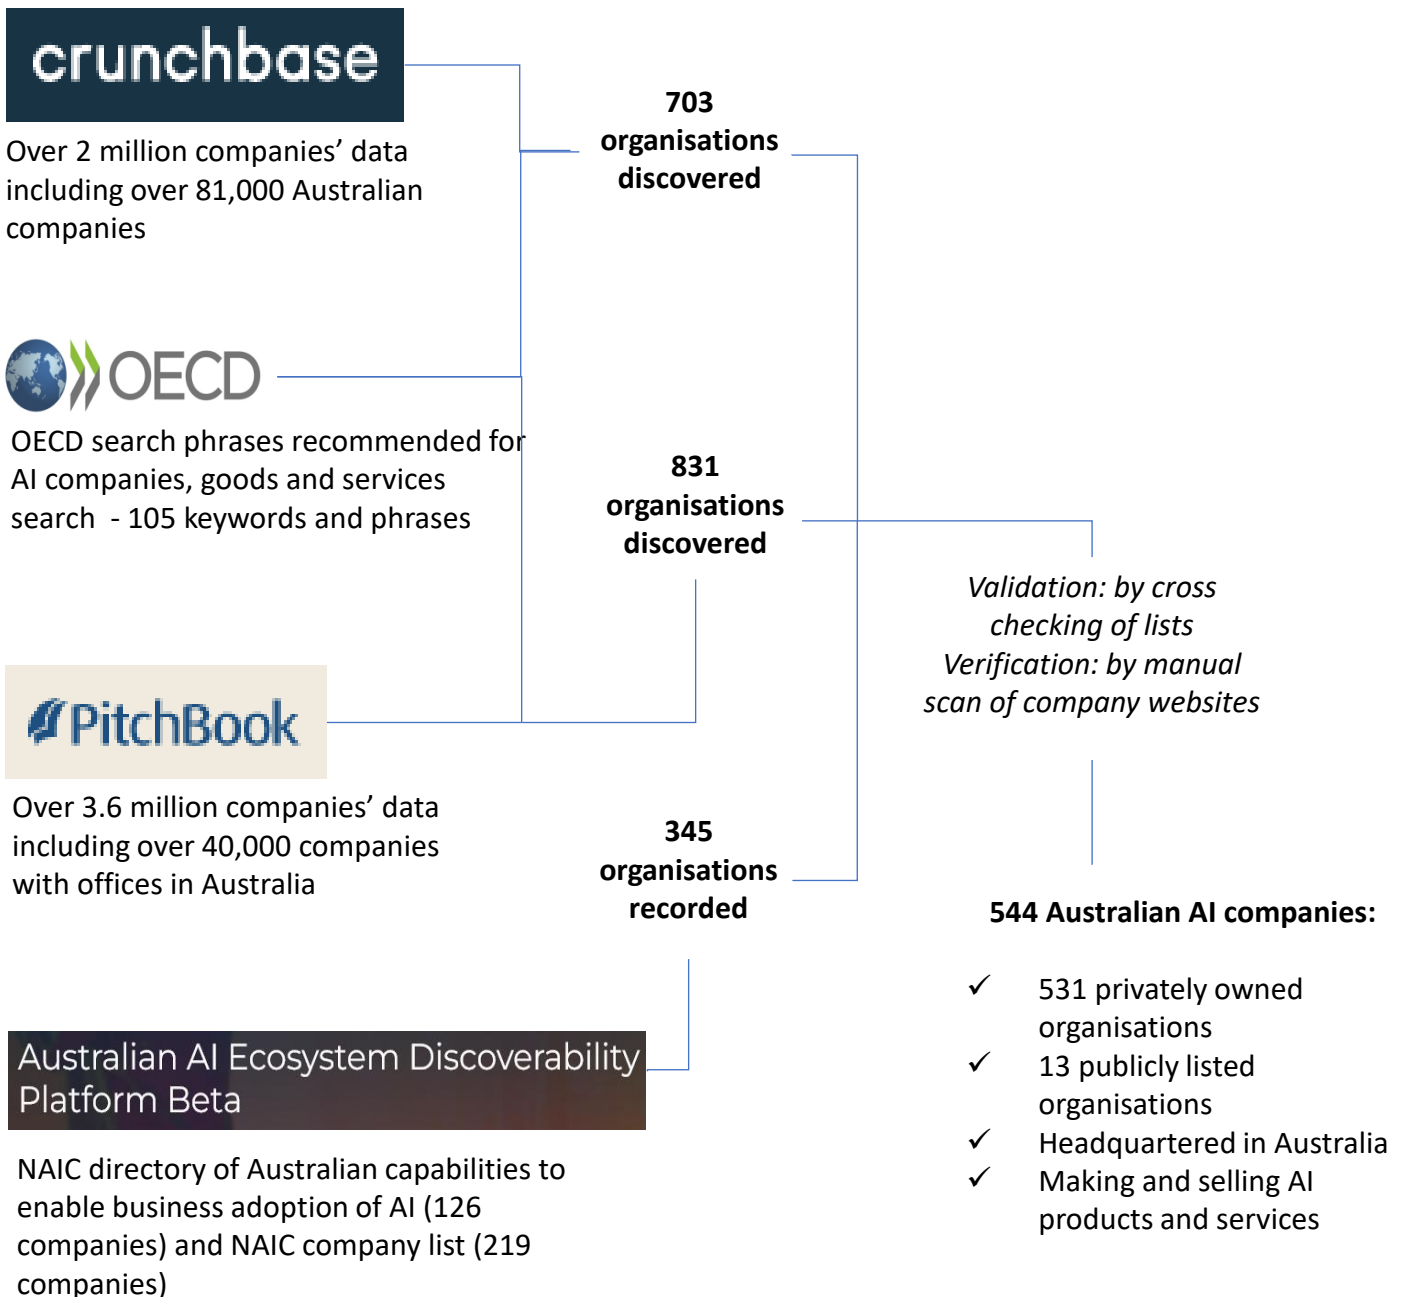 crunchbase
Over 2 million companies’ data
including over 81,000 Australian
companies
703
organisations
discovered
OECD
OECD search phrases recommended for
AI companies, goods and services
search  - 105 keywords and phrases
831
organisations
discovered
PitchBook
Over 3.6 million companies’ data
including over 40,000 companies
with offices in Australia
345
organisations
recorded
Australian AI Ecosystem Discoverability
Platform Beta
NAIC directory of Australian capabilities to
enable business adoption of AI (126
companies) and NAIC company list (219
companies)
Validation: by cross
checking of lists
Verification: by manual
scan of company websites
544 Australian AI companies:
✓ 531 privately owned
organisations
✓ 13 publicly listed
organisations
✓ Headquartered in Australia
✓ Making and selling AI
products and services